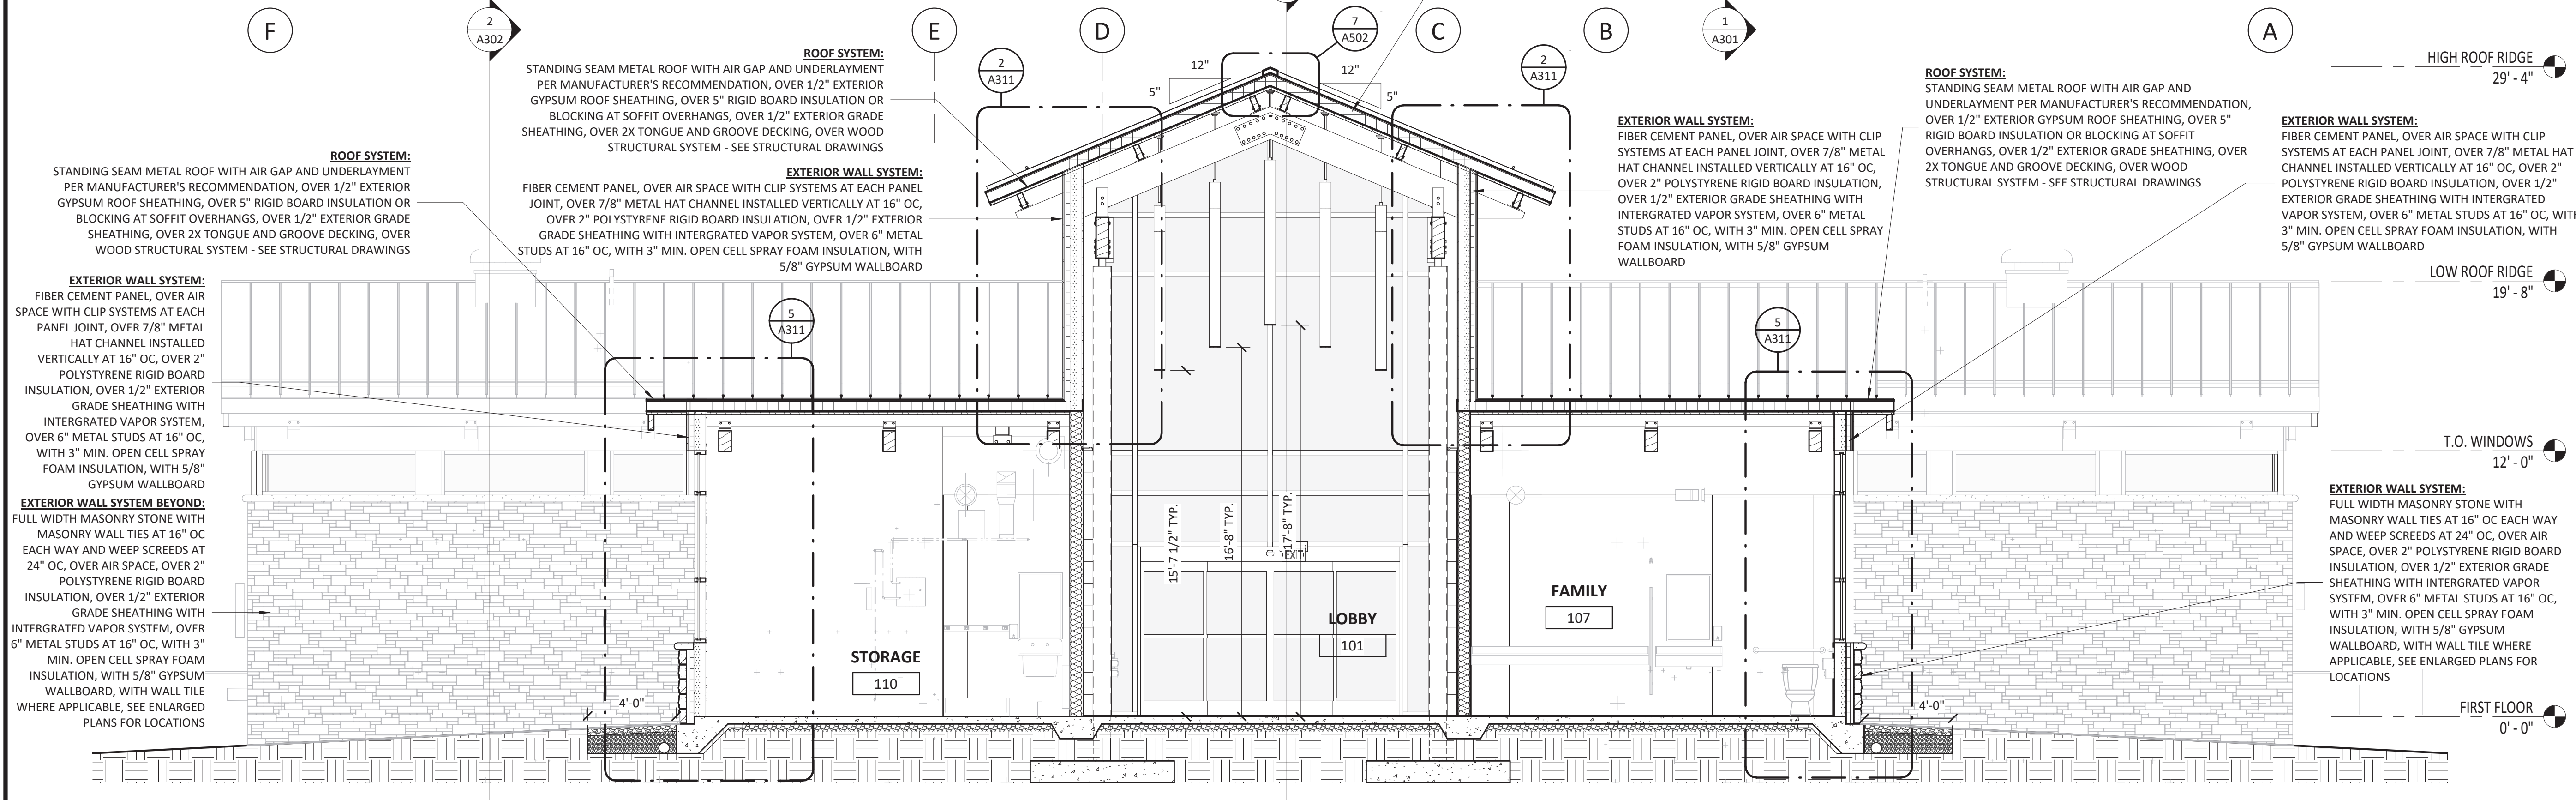 F
2
A302
E
D
7
A502
C
B
1
A301
A
2
A311
2
A311
12"
12"
5"
5"
HIGH ROOF RIDGE
29' - 4"
ROOF SYSTEM:
STANDING SEAM METAL ROOF WITH AIR GAP AND UNDERLAYMENT
PER MANUFACTURER'S RECOMMENDATION, OVER 1/2" EXTERIOR
GYPSUM ROOF SHEATHING, OVER 5" RIGID BOARD INSULATION OR
BLOCKING AT SOFFIT OVERHANGS, OVER 1/2" EXTERIOR GRADE
SHEATHING, OVER 2X TONGUE AND GROOVE DECKING, OVER WOOD
STRUCTURAL SYSTEM - SEE STRUCTURAL DRAWINGS
EXTERIOR WALL SYSTEM:
FIBER CEMENT PANEL, OVER AIR SPACE WITH CLIP SYSTEMS AT EACH PANEL
JOINT, OVER 7/8" METAL HAT CHANNEL INSTALLED VERTICALLY AT 16" OC,
OVER 2" POLYSTYRENE RIGID BOARD INSULATION, OVER 1/2" EXTERIOR
GRADE SHEATHING WITH INTERGRATED VAPOR SYSTEM, OVER 6" METAL
STUDS AT 16" OC, WITH 3" MIN. OPEN CELL SPRAY FOAM INSULATION, WITH
5/8" GYPSUM WALLBOARD
ROOF SYSTEM:
STANDING SEAM METAL ROOF WITH AIR GAP AND UNDERLAYMENT
PER MANUFACTURER'S RECOMMENDATION, OVER 1/2" EXTERIOR
GYPSUM ROOF SHEATHING, OVER 5" RIGID BOARD INSULATION OR
BLOCKING AT SOFFIT OVERHANGS, OVER 1/2" EXTERIOR GRADE
SHEATHING, OVER 2X TONGUE AND GROOVE DECKING, OVER
WOOD STRUCTURAL SYSTEM - SEE STRUCTURAL DRAWINGS
EXTERIOR WALL SYSTEM:
FIBER CEMENT PANEL, OVER AIR
SPACE WITH CLIP SYSTEMS AT EACH
PANEL JOINT, OVER 7/8" METAL
HAT CHANNEL INSTALLED
VERTICALLY AT 16" OC, OVER 2"
POLYSTYRENE RIGID BOARD
INSULATION, OVER 1/2" EXTERIOR
GRADE SHEATHING WITH
INTERGRATED VAPOR SYSTEM,
OVER 6" METAL STUDS AT 16" OC,
WITH 3" MIN. OPEN CELL SPRAY
FOAM INSULATION, WITH 5/8"
GYPSUM WALLBOARD
EXTERIOR WALL SYSTEM BEYOND:
FULL WIDTH MASONRY STONE WITH
MASONRY WALL TIES AT 16" OC
EACH WAY AND WEEP SCREEDS AT
24" OC, OVER AIR SPACE, OVER 2"
POLYSTYRENE RIGID BOARD
INSULATION, OVER 1/2" EXTERIOR
GRADE SHEATHING WITH
INTERGRATED VAPOR SYSTEM, OVER
6" METAL STUDS AT 16" OC, WITH 3"
MIN. OPEN CELL SPRAY FOAM
INSULATION, WITH 5/8" GYPSUM
WALLBOARD, WITH WALL TILE
WHERE APPLICABLE, SEE ENLARGED
PLANS FOR LOCATIONS
EXTERIOR WALL SYSTEM:
FIBER CEMENT PANEL, OVER AIR SPACE WITH CLIP
SYSTEMS AT EACH PANEL JOINT, OVER 7/8" METAL
HAT CHANNEL INSTALLED VERTICALLY AT 16" OC,
OVER 2" POLYSTYRENE RIGID BOARD INSULATION,
OVER 1/2" EXTERIOR GRADE SHEATHING WITH
INTERGRATED VAPOR SYSTEM, OVER 6" METAL
STUDS AT 16" OC, WITH 3" MIN. OPEN CELL SPRAY
FOAM INSULATION, WITH 5/8" GYPSUM
WALLBOARD
ROOF SYSTEM:
STANDING SEAM METAL ROOF WITH AIR GAP AND
UNDERLAYMENT PER MANUFACTURER'S RECOMMENDATION,
OVER 1/2" EXTERIOR GYPSUM ROOF SHEATHING, OVER 5"
RIGID BOARD INSULATION OR BLOCKING AT SOFFIT
OVERHANGS, OVER 1/2" EXTERIOR GRADE SHEATHING, OVER
2X TONGUE AND GROOVE DECKING, OVER WOOD
STRUCTURAL SYSTEM - SEE STRUCTURAL DRAWINGS
EXTERIOR WALL SYSTEM:
FIBER CEMENT PANEL, OVER AIR SPACE WITH CLIP
SYSTEMS AT EACH PANEL JOINT, OVER 7/8" METAL HAT
CHANNEL INSTALLED VERTICALLY AT 16" OC, OVER 2"
POLYSTYRENE RIGID BOARD INSULATION, OVER 1/2"
EXTERIOR GRADE SHEATHING WITH INTERGRATED
VAPOR SYSTEM, OVER 6" METAL STUDS AT 16" OC, WITH
3" MIN. OPEN CELL SPRAY FOAM INSULATION, WITH
5/8" GYPSUM WALLBOARD
LOW ROOF RIDGE
19' - 8"
5
A311
5
A311
T.O. WINDOWS
12' - 0"
EXTERIOR WALL SYSTEM:
FULL WIDTH MASONRY STONE WITH
MASONRY WALL TIES AT 16" OC EACH WAY
AND WEEP SCREEDS AT 24" OC, OVER AIR
SPACE, OVER 2" POLYSTYRENE RIGID BOARD
INSULATION, OVER 1/2" EXTERIOR GRADE
SHEATHING WITH INTERGRATED VAPOR
SYSTEM, OVER 6" METAL STUDS AT 16" OC,
WITH 3" MIN. OPEN CELL SPRAY FOAM
INSULATION, WITH 5/8" GYPSUM
WALLBOARD, WITH WALL TILE WHERE
APPLICABLE, SEE ENLARGED PLANS FOR
LOCATIONS
15'-7 1/2" TYP.
16'-8" TYP.
17'-8" TYP.
EXIT
STORAGE
110
LOBBY
101
FAMILY
107
4'-0"
4'-0"
FIRST FLOOR
0' - 0"